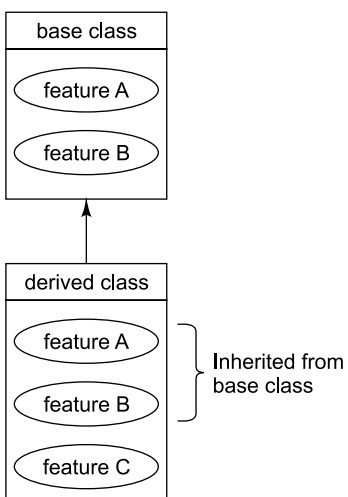 base class
feature A
feature B
derived class
feature A
feature B
feature C
Inherited from
base class